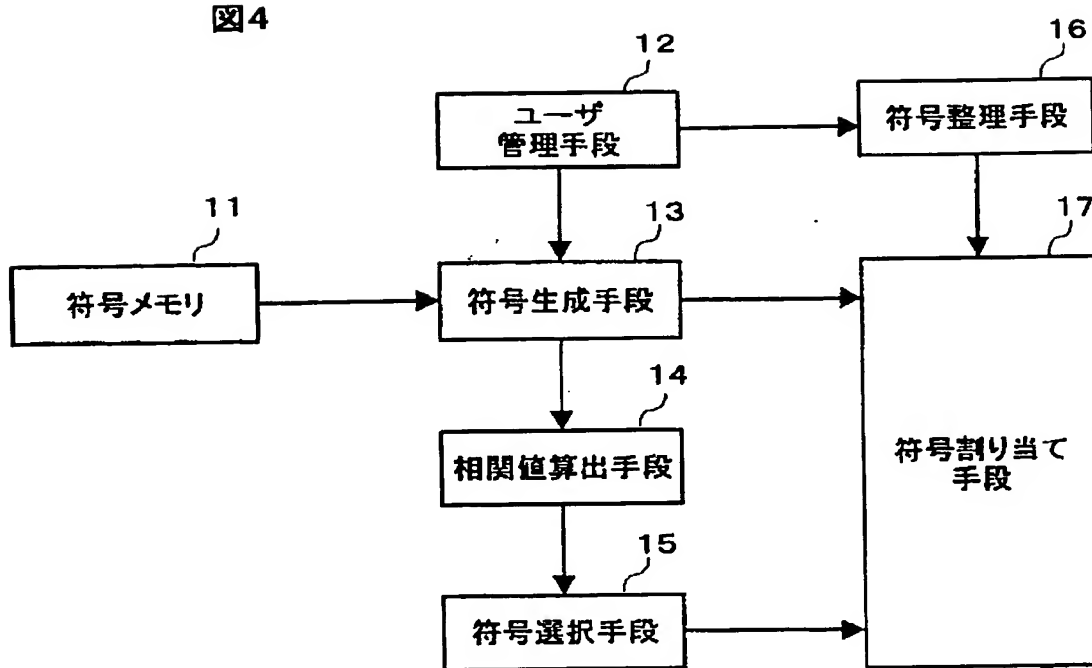 図4
12
ユーザ
管理手段
16
符号整理手段
11
符号メモリ
13
符号生成手段
17
符号割り当て
手段
14
相関値算出手段
15
符号選択手段